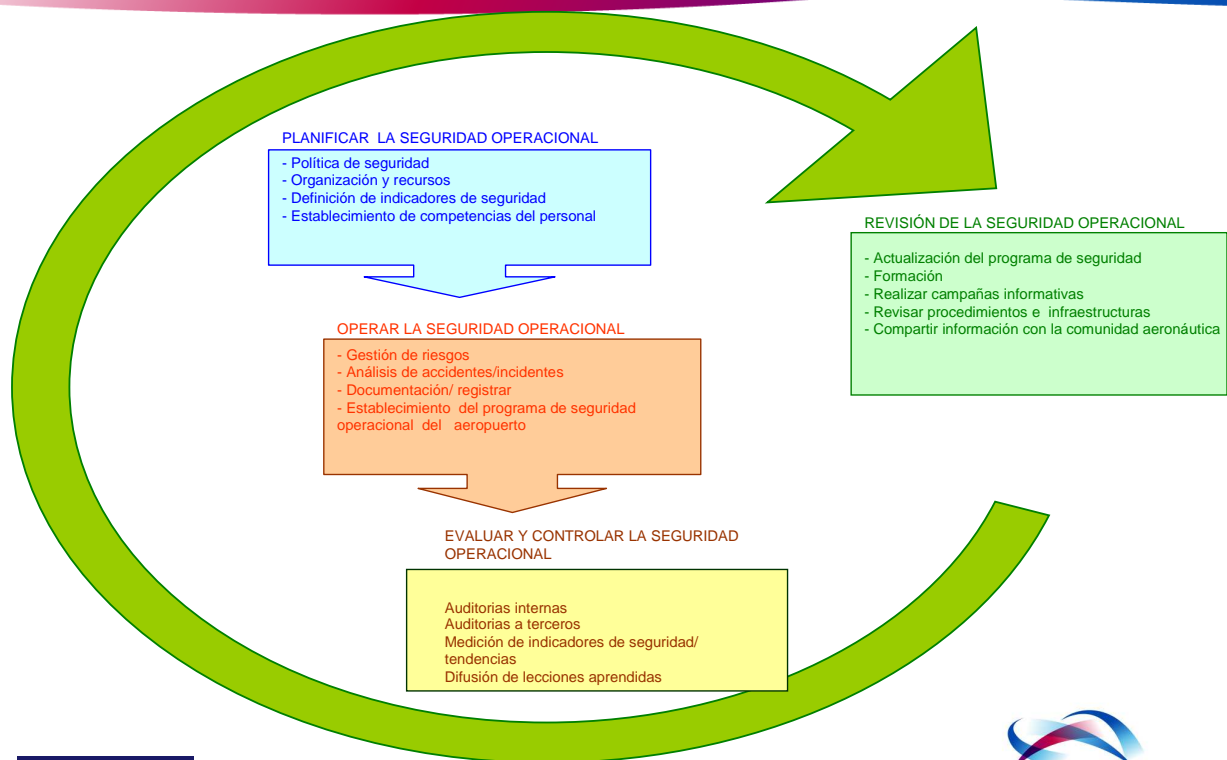 PLANIFICAR LA SEGURIDAD OPERACIONAL
- Política de seguridad
- Organización y recursos
- Definición de indicadores de seguridad
- Establecimiento de competencias del personal
REVISIÓN DE LA SEGURIDAD OPERACIONAL
- Actualización del programa de seguridad
- Formación
- Realizar campañas informativas
- Revisar procedimientos e infraestructuras
- Compartir información con la comunidad aeronáutica
OPERAR LA SEGURIDAD OPERACIONAL
- Gestión de riesgos
- Análisis de accidentes/incidentes
- Documentación/ registrar
- Establecimiento del programa de seguridad
operacional del aeropuerto
EVALUAR Y CONTROLAR LA SEGURIDAD
OPERACIONAL
Auditorias internas
Auditorias a terceros
Medición de indicadores de seguridad/
tendencias
Difusión de lecciones aprendidas